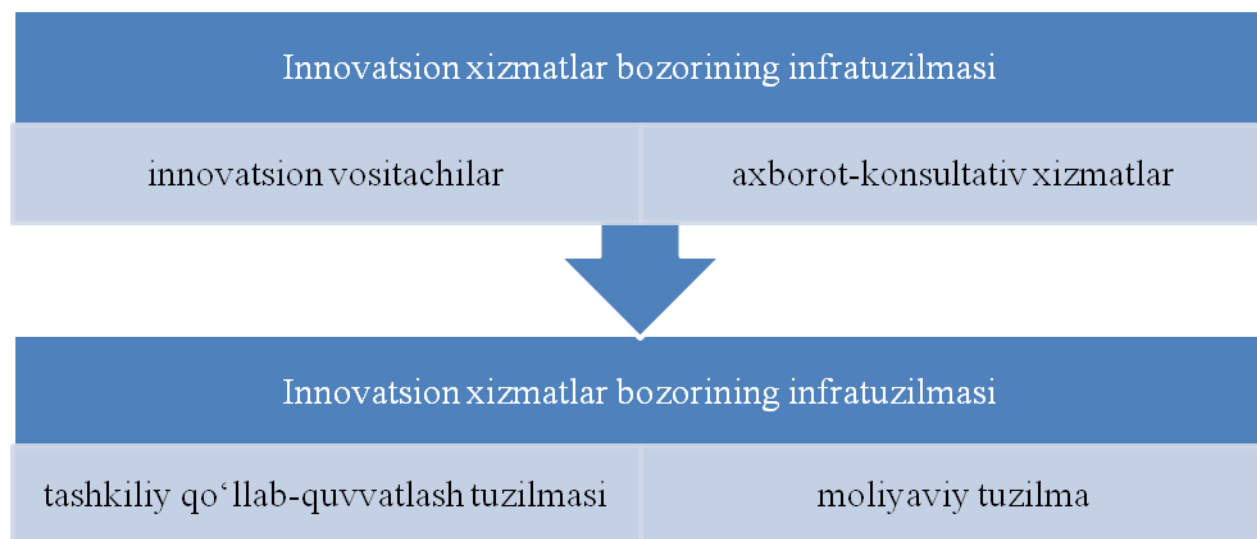 Innovatsion xizmatlar bozorining infratuzilmasi
innovatsion vositachilar
axborot-konsultativ xizmatlar
Innovatsion xizmatlar bozorining infratuzilmasi
tashkiliy qo‘llab-quvvatlash tuzilmasi
moliyaviy tuzilma